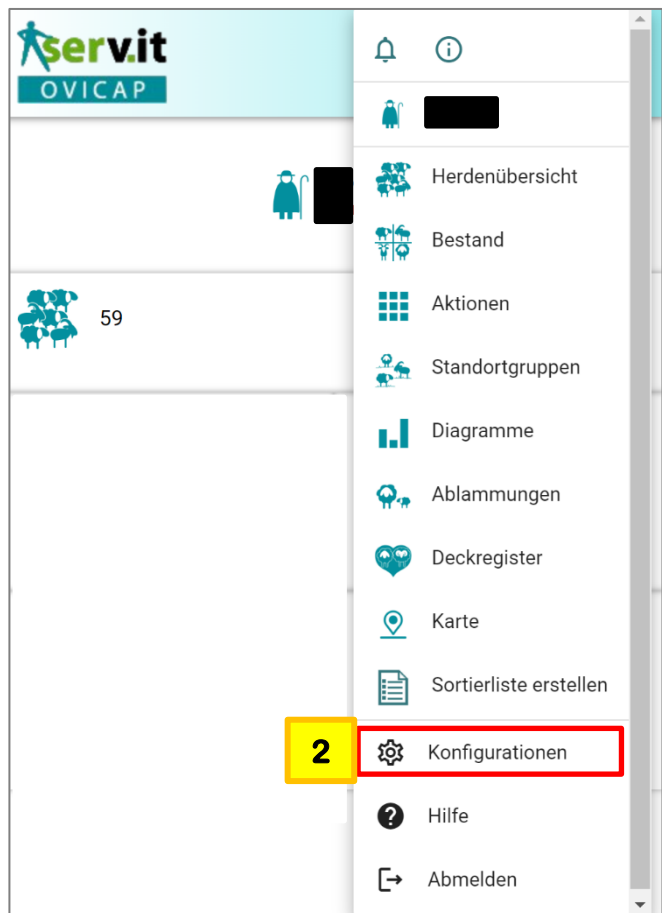 serv.it
OVICAP
59
Herdenübersicht
Bestand
Aktionen
Standortgruppen
Diagramme
Ablammungen
Deckregister
Karte
Sortierliste erstellen
2 Konfigurationen
Hilfe
Abmelden